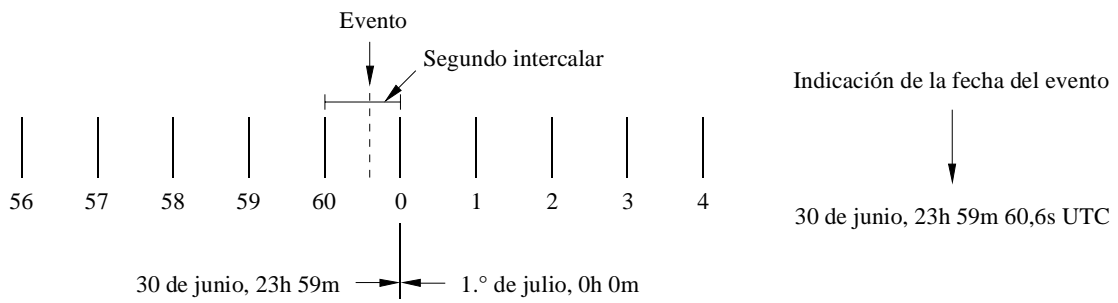 Evento
Segundo intercalar
Indicación de la fecha del evento
56 57 58 59 60 0 1 2 3 4
30 de junio, 23h 59m 60,6s UTC
30 de junio, 23h 59m 1.° de julio, 0h 0m